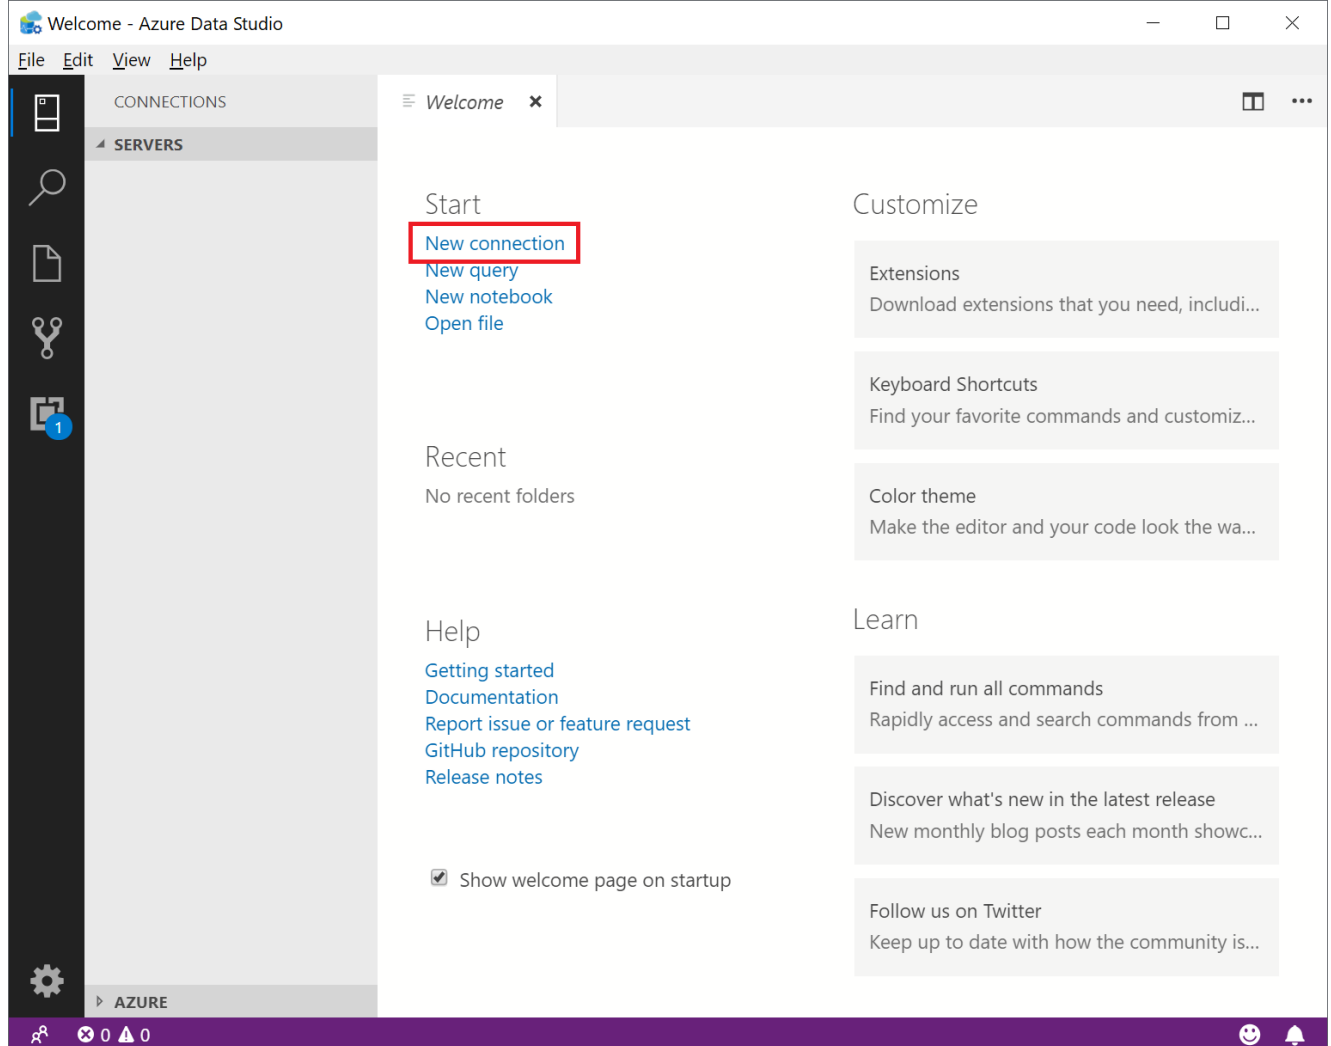 Welcome - Azure Data Studio
File Edit View Help
CONNECTIONS
SERVERS
Welcome
Start
New connection
New query
New notebook
Open file
Recent
No recent folders
Help
Getting started
Documentation
Report issue or feature request
GitHub repository
Release notes
Show welcome page on startup
Customize
Extensions
Download extensions that you need, includi...
Keyboard Shortcuts
Find your favorite commands and customiz...
Color theme
Make the editor and your code look the wa...
Learn
Find and run all commands
Rapidly access and search commands from ...
Discover what's new in the latest release
New monthly blog posts each month showc...
Follow us on Twitter
Keep up to date with how the community is...
1
AZURE
0 0